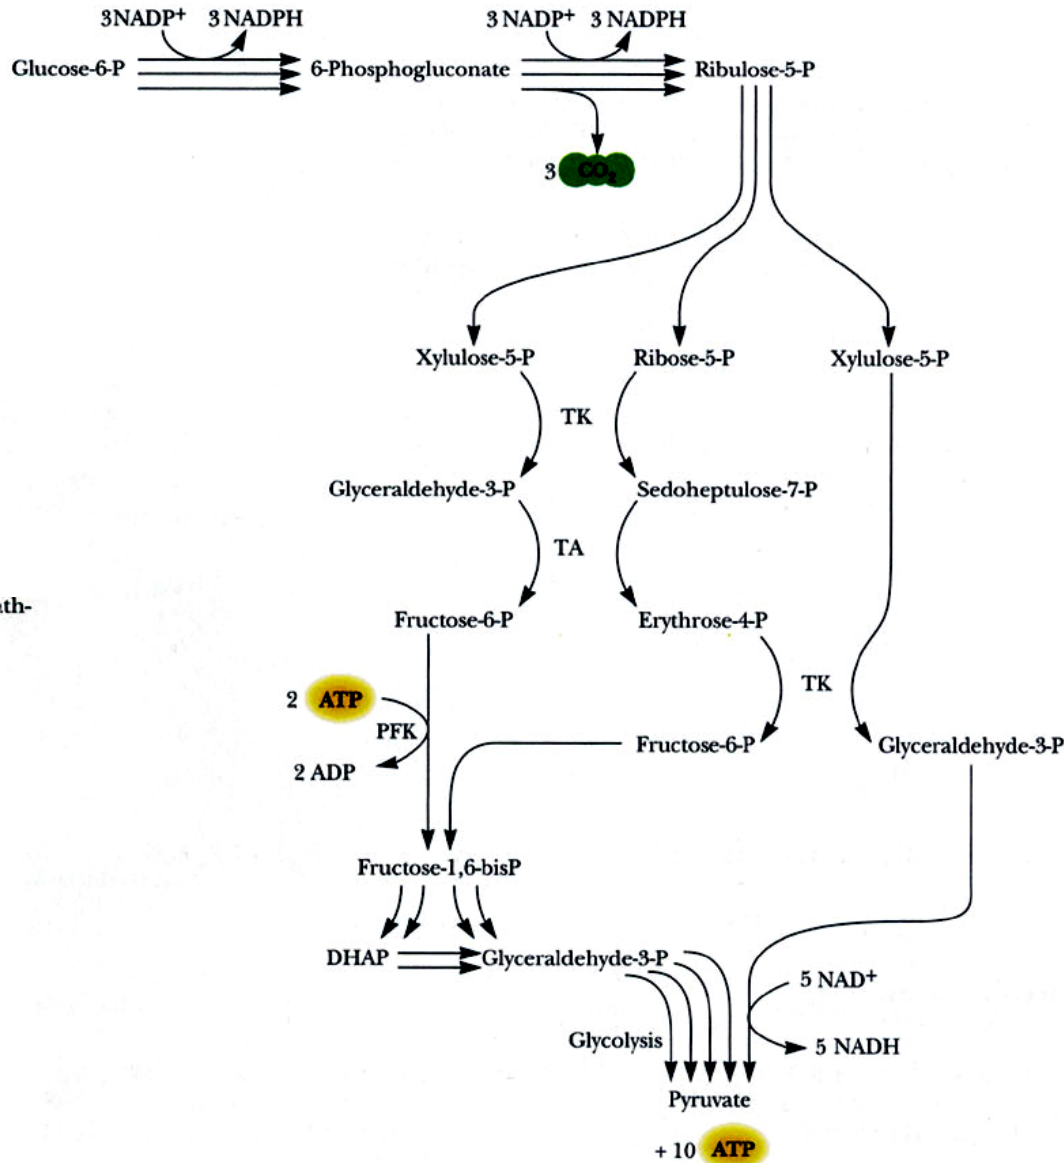 3NADP+ 3 NADPH 3 NADP+ 3 NADPH
Glucose-6-P 6-Phosphogluconate Ribulose-5-P
3 CO2
Xylulose-5-P Ribose-5-P Xylulose-5-P
TK
Glyceraldehyde-3-P Sedoheptulose-7-P
TA
ath-
Fructose-6-P Erythrose-4-P
TK
2 ATP
PFK
Fructose-6-P Glyceraldehyde-3-P
2 ADP
Fructose-1,6-bisP
DHAP Glyceraldehyde-3-P
5 NAD+
Glycolysis 5 NADH
Pyruvate
+ 10 ATP